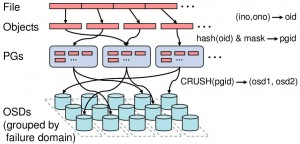 File
(ino,ono) → oid
Objects
hash(oid) & mask → pgid
PGs
CRUSH(pgid) → (osd1, osd2)
OSDs
(grouped by
failure domain)